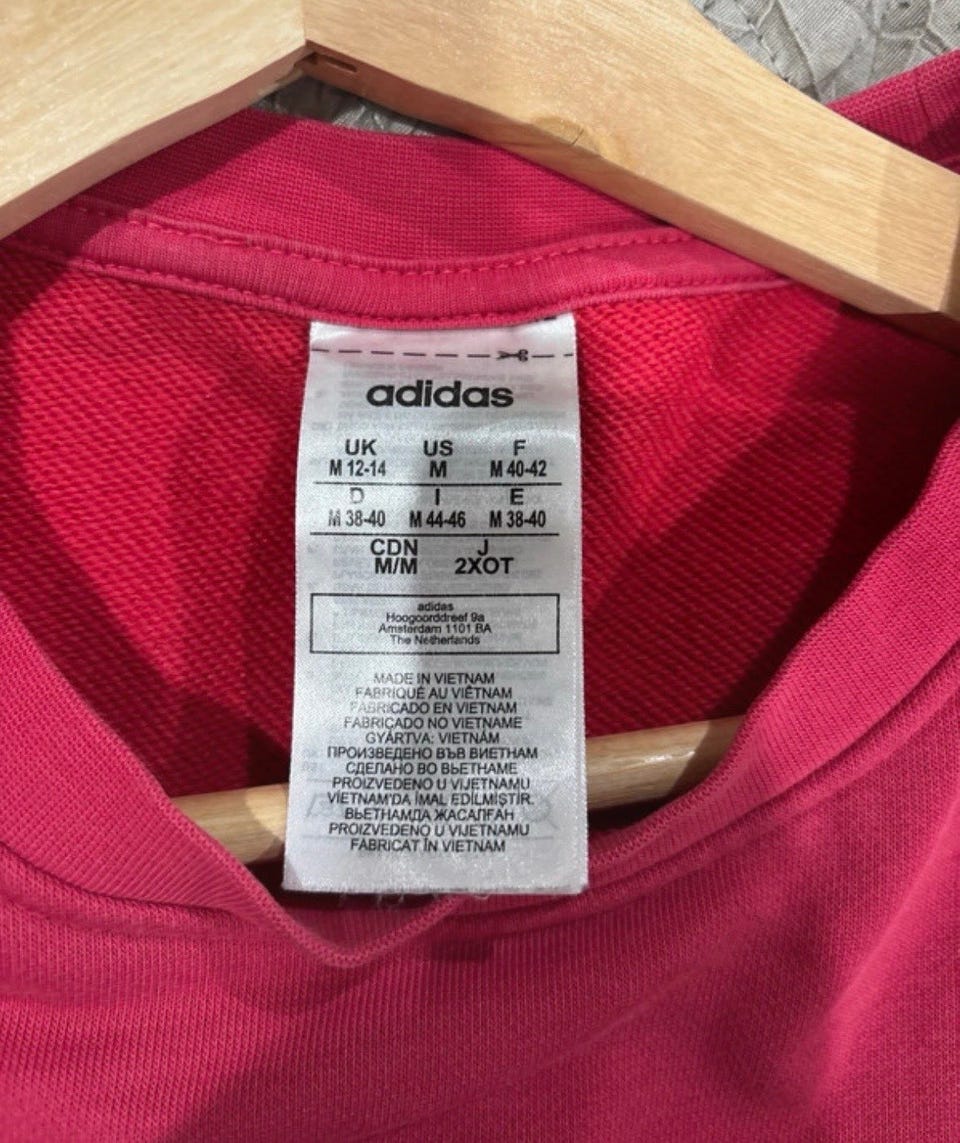 adidas
UK US F
M 12-14 M M 40-42
D I E
M 38-40 M 44-46 M 38-40
CDN J
M/M 2XOT
adidas
Hoogoorddreef 9a
Amsterdam 1101 BA
The Netherlands
MADE IN VIETNAM
FABRIQUÉ AU VIÊTNAM
FABRICADO EN VIETNAM
FABRICADO NO VIETNAME
GYÁRTVA: VIETNÁM
ПРОИЗВЕДЕНО ВЪВ ВИЕТНАМ
СДЕЛАНО ВО ВЬЕТНАМЕ
PROIZVEDENO U VIJETNAMU
VIETNAM'DA İMAL EDİLMİŞTİR.
ВЬЕТНАМДА ЖАСАЛҒАН
PROIZVEDENO U VIJETNAMU
FABRICAT ÎN VIETNAM